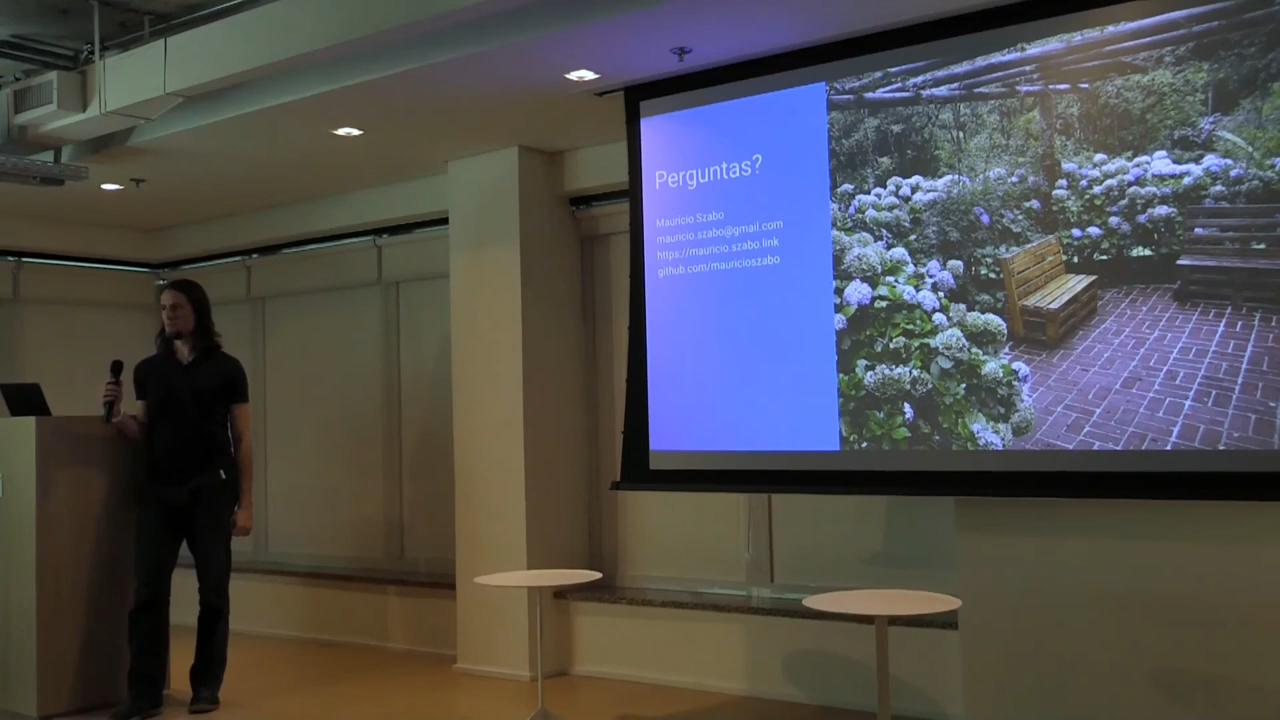 Perguntas?
Mauricio Szabo
mauricio.szabo@gmail.com
https://mauricio.szabo.link
github.com/mauricioszabo